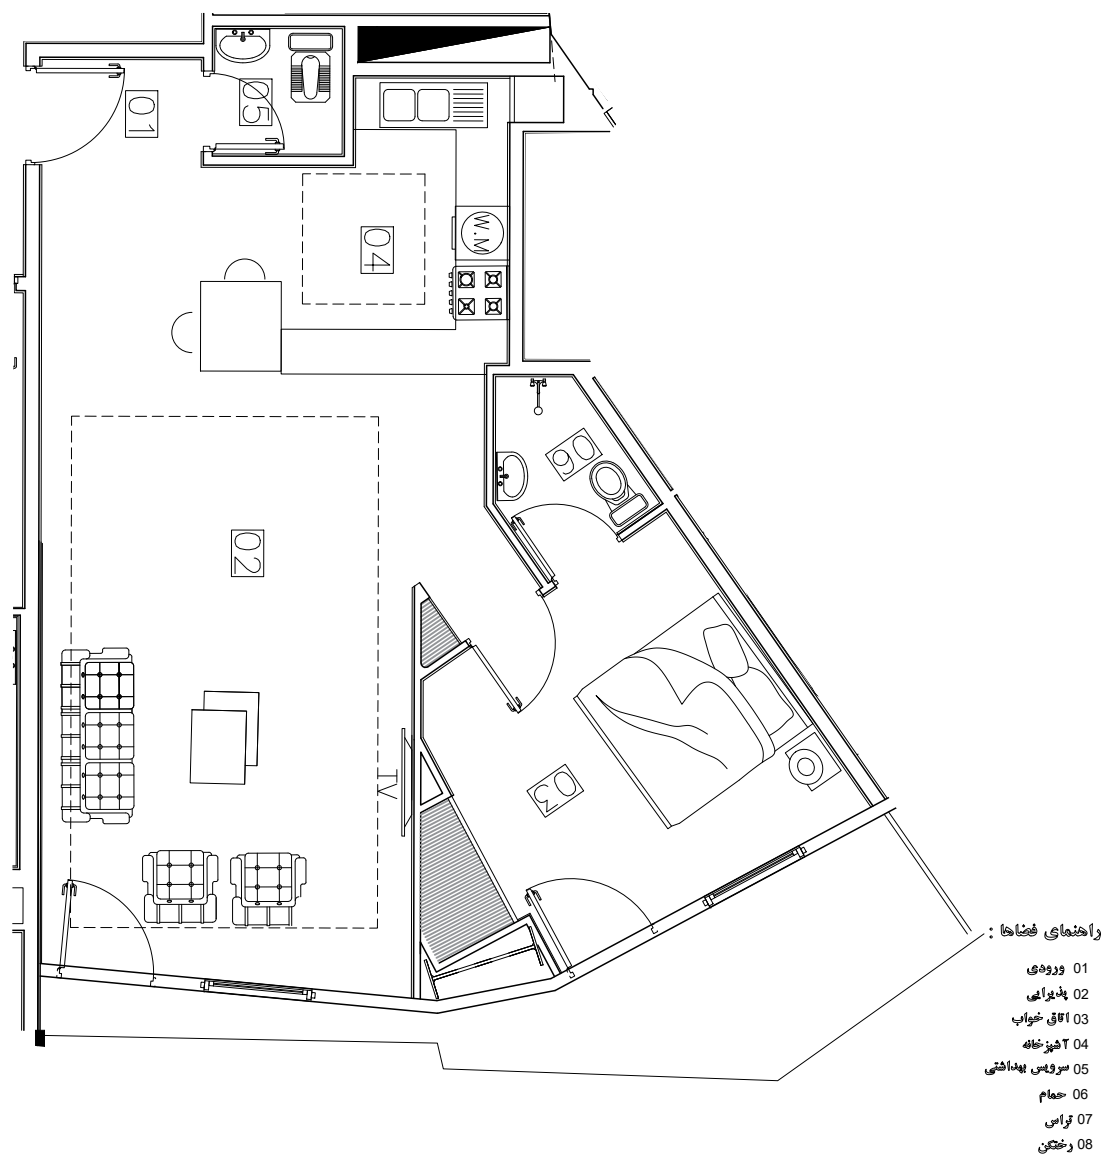 01
05
04
W.M
06
02
03
TV
راهنمای فضاها :
01 ورودی
02 پذیرایی
03 اتاق خواب
04 آشپزخانه
05 سرویس بهداشتی
06 حمام
07 تراس
08 رختکن